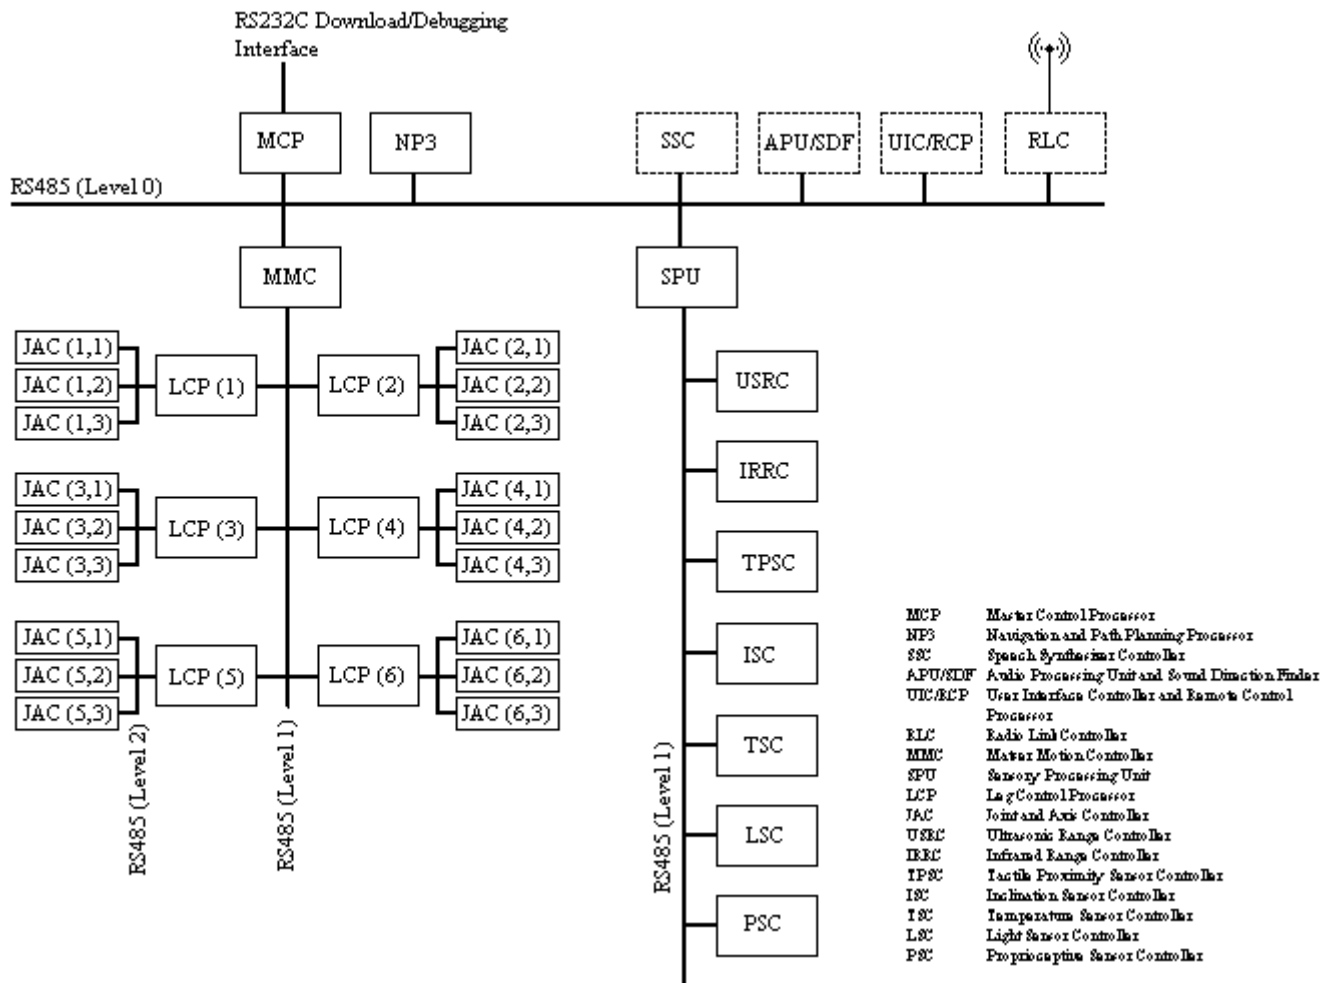 RS232C Download/Debugging
Interface
MCP
NP3
SSC
APU/SDF
UIC/RCP
RLC
RS485 (Level 0)
MMC
SPU
JAC (1,1)
JAC (1,2)
JAC (1,3)
LCP (1)
LCP (2)
JAC (2,1)
JAC (2,2)
JAC (2,3)
JAC (3,1)
JAC (3,2)
JAC (3,3)
LCP (3)
LCP (4)
JAC (4,1)
JAC (4,2)
JAC (4,3)
JAC (5,1)
JAC (5,2)
JAC (5,3)
LCP (5)
LCP (6)
JAC (6,1)
JAC (6,2)
JAC (6,3)
RS485 (Level 2)
RS485 (Level 1)
RS485 (Level 1)
USRC
IRRC
TPSC
ISC
TSC
LSC
PSC
MCP Master Control Processor
NP3 Navigation and Path Planning Processor
SSC Speech Synthesiser Controller
APU/SDF Audio Processing Unit and Sound Direction Finder
UIC/RCP User Interface Controller and Remote Control
Processor
RLC Radio Link Controller
MMC Matser Motion Controller
SPU Sensory Processing Unit
LCP Leg Control Processor
JAC Joint and Axis Controller
USRC Ultrasonic Range Controller
IRRC Infrared Range Controller
TPSC Tactile Proximity Sensor Controller
ISC Inclination Sensor Controller
TSC Temparature Sensor Controller
LSC Light Sensor Controller
PSC Proprioceptive Sensor Controller